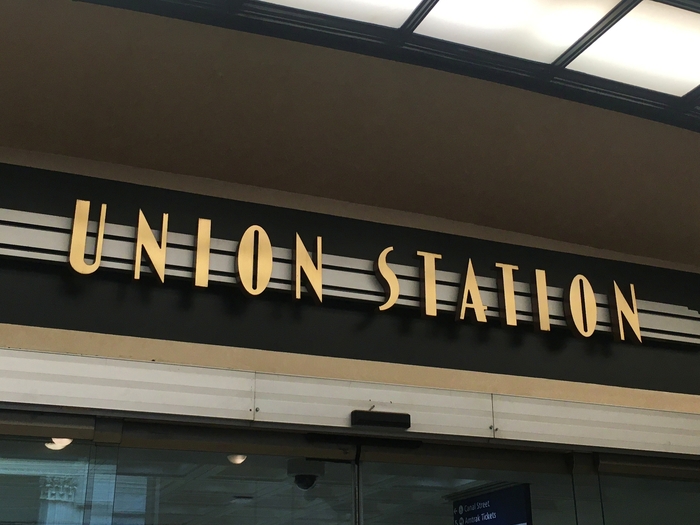 UNION STATION
Canal Street
Amtrak Tickets